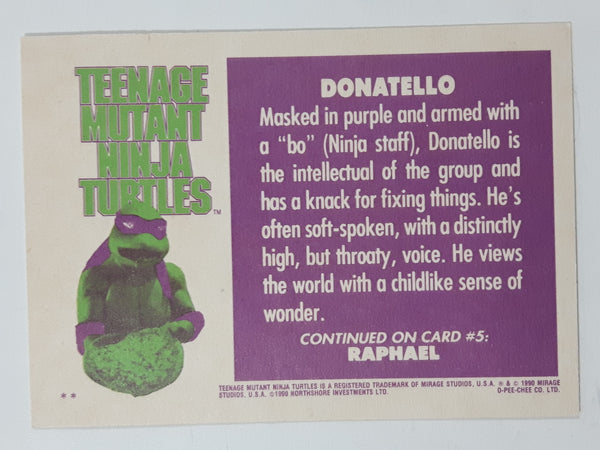 TEENAGE
MUTANT
NINJA
TURTLES™
DONATELLO
Masked in purple and armed with
a "bo" (Ninja staff), Donatello is
the intellectual of the group and
has a knack for fixing things. He's
often soft-spoken, with a distinctly
high, but throaty, voice. He views
the world with a childlike sense of
wonder.
CONTINUED ON CARD #5:
RAPHAEL
TEENAGE MUTANT NINJA TURTLES IS A REGISTERED TRADEMARK OF MIRAGE STUDIOS, U.S.A. ® & © 1990 MIRAGE
STUDIOS, U.S.A. ©1990 NORTHSHORE INVESTMENTS LTD. O-PEE-CHEE CO. LTD.
**